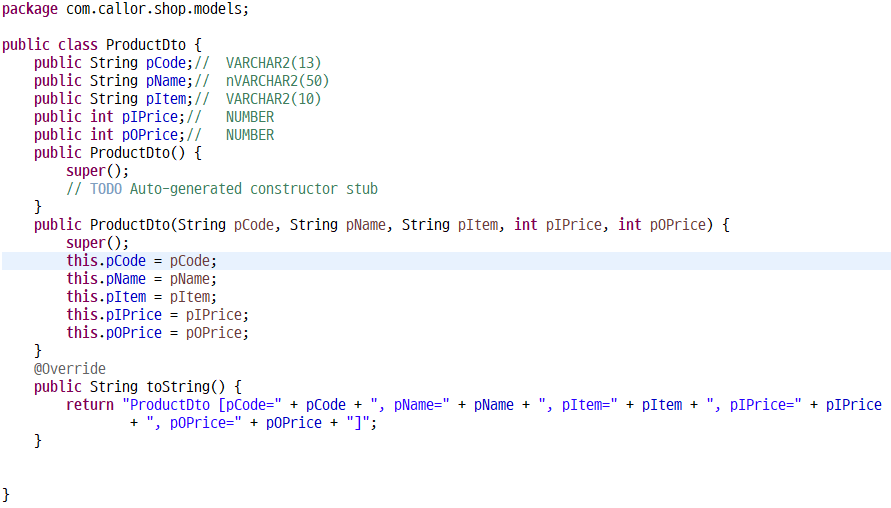 package com.callor.shop.models;
public class ProductDto {
public String pCode;//  VARCHAR2(13)
public String pName;//  nVARCHAR2(50)
public String pItem;//  VARCHAR2(10)
public int pIPrice;//   NUMBER
public int pOPrice;//   NUMBER
public ProductDto() {
super();
// TODO Auto-generated constructor stub
}
public ProductDto(String pCode, String pName, String pItem, int pIPrice, int pOPrice) {
super();
this.pCode = pCode;
this.pName = pName;
this.pItem = pItem;
this.pIPrice = pIPrice;
this.pOPrice = pOPrice;
}
@Override
public String toString() {
return "ProductDto [pCode=" + pCode + ", pName=" + pName + ", pItem=" + pItem + ", pIPrice=" + pIPrice
+ ", pOPrice=" + pOPrice + "]";
}
}